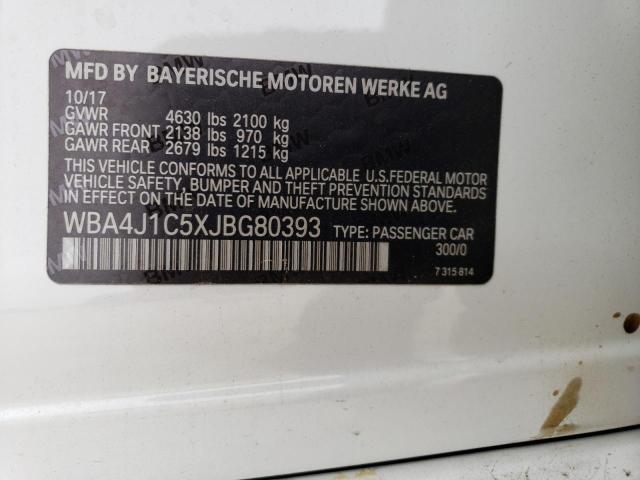 MFD BY BAYERISCHE MOTOREN WERKE AG
10/17
GVWR 4630 lbs 2100 kg
GAWR FRONT 2138 lbs 970 kg
GAWR REAR 2679 lbs 1215 kg
THIS VEHICLE CONFORMS TO ALL APPLICABLE U.S.FEDERAL MOTOR
VEHICLE SAFETY, BUMPER AND THEFT PREVENTION STANDARDS
IN EFFECT ON THE DATE OF MANUFACTURE SHOWN ABOVE.
WBA4J1C5XJBG80393 TYPE: PASSENGER CAR
300/0
7 315 814